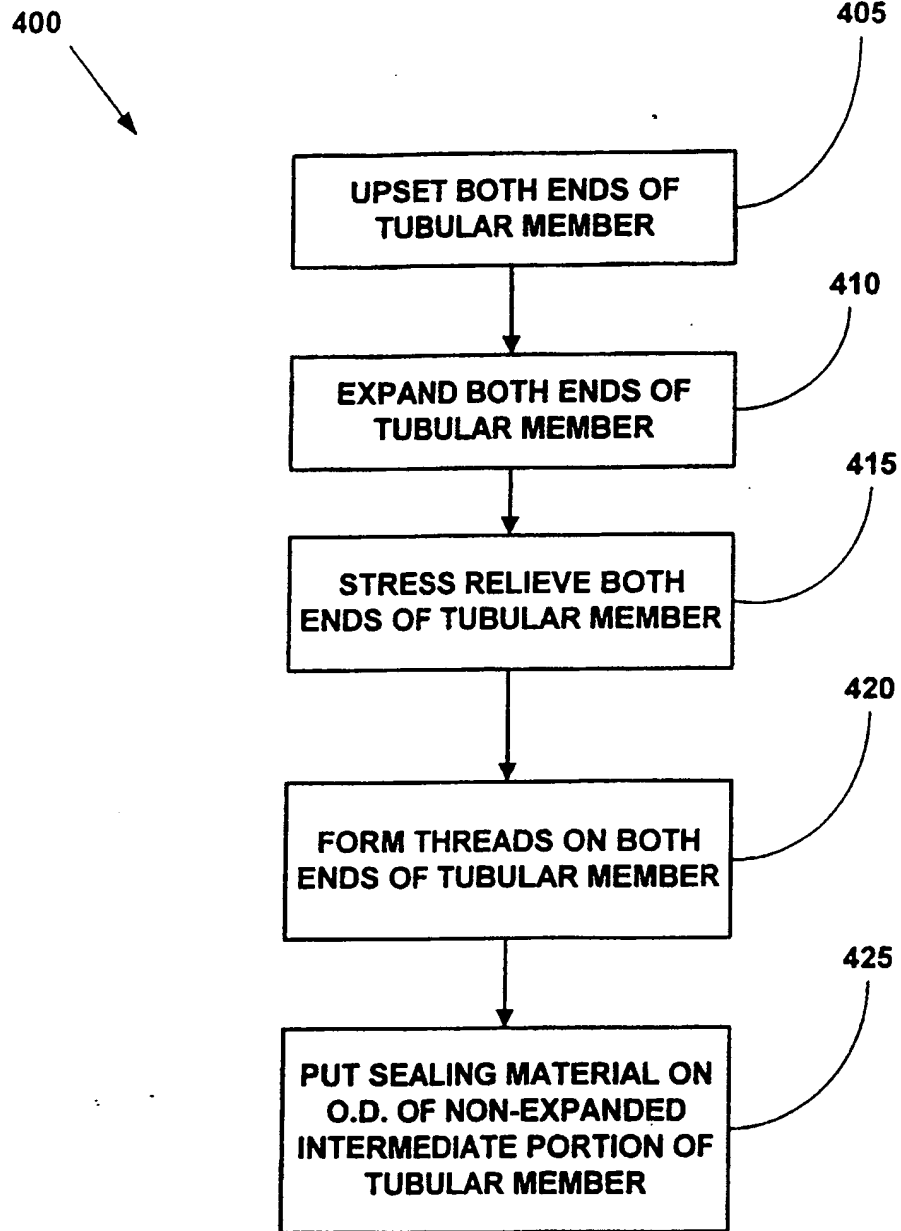 400
405
UPSET BOTH ENDS OF
TUBULAR MEMBER
410
EXPAND BOTH ENDS OF
TUBULAR MEMBER
415
STRESS RELIEVE BOTH
ENDS OF TUBULAR MEMBER
420
FORM THREADS ON BOTH
ENDS OF TUBULAR MEMBER
425
PUT SEALING MATERIAL ON
O.D. OF NON-EXPANDED
INTERMEDIATE PORTION OF
TUBULAR MEMBER